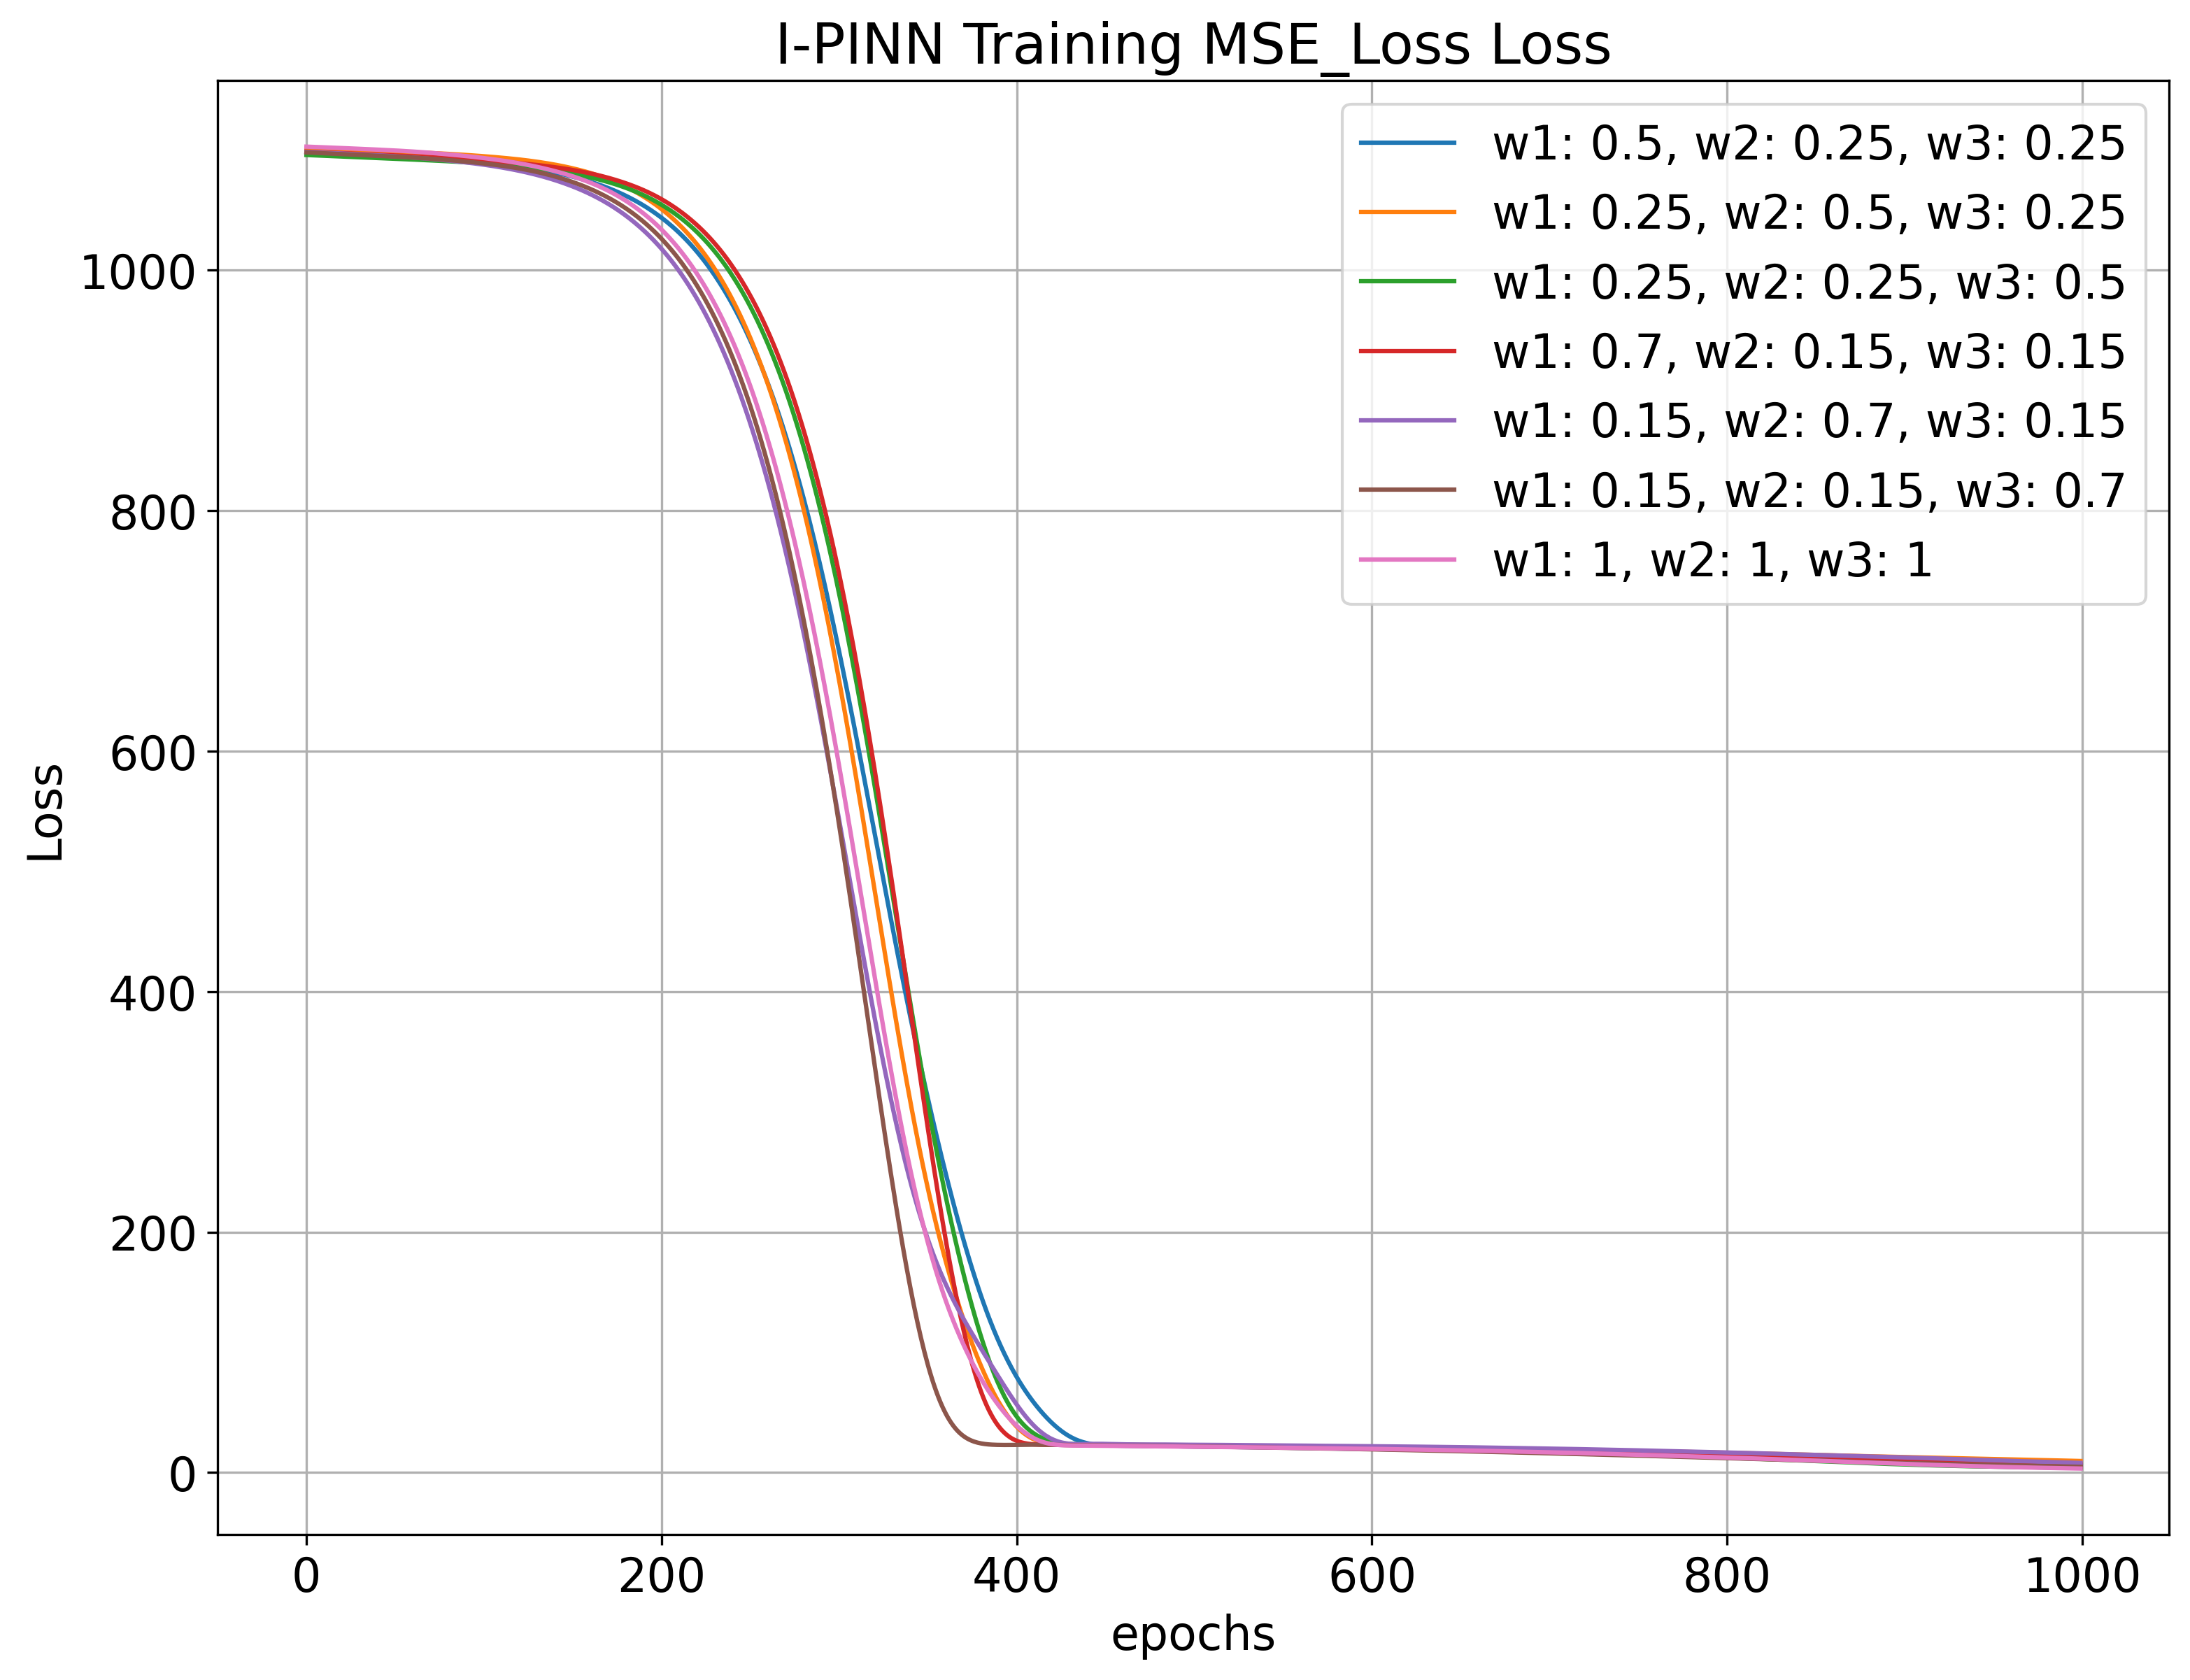 I-PINN Training MSE_Loss Loss
w1: 0.5, w2: 0.25, w3: 0.25
w1: 0.25, w2: 0.5, w3: 0.25
w1: 0.25, w2: 0.25, w3: 0.5
w1: 0.7, w2: 0.15, w3: 0.15
w1: 0.15, w2: 0.7, w3: 0.15
w1: 0.15, w2: 0.15, w3: 0.7
w1: 1, w2: 1, w3: 1
Loss
1000
800
600
400
200
0
0 200 400 600 800 1000
epochs